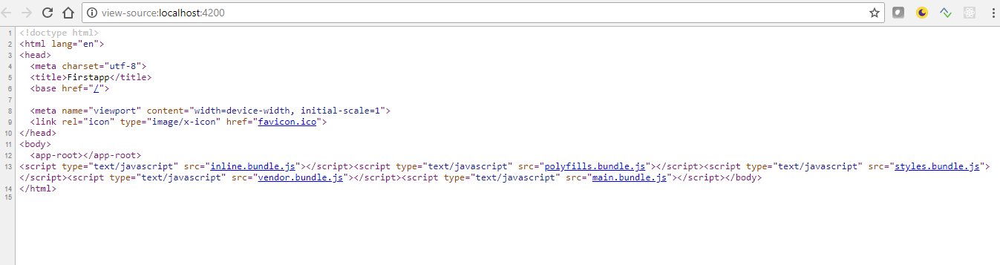 view-source:localhost:4200
1 <!doctype html>
2 <html lang="en">
3 <head>
4   <meta charset="utf-8">
5   <title>Firstapp</title>
6   <base href="/">
7
8   <meta name="viewport" content="width=device-width, initial-scale=1">
9   <link rel="icon" type="image/x-icon" href="favicon.ico">
10 </head>
11 <body>
12   <app-root></app-root>
13 <script type="text/javascript" src="inline.bundle.js"></script><script type="text/javascript" src="polyfills.bundle.js"></script><script type="text/javascript" src="styles.bundle.js">
</script><script type="text/javascript" src="vendor.bundle.js"></script><script type="text/javascript" src="main.bundle.js"></script></body>
14 </html>
15